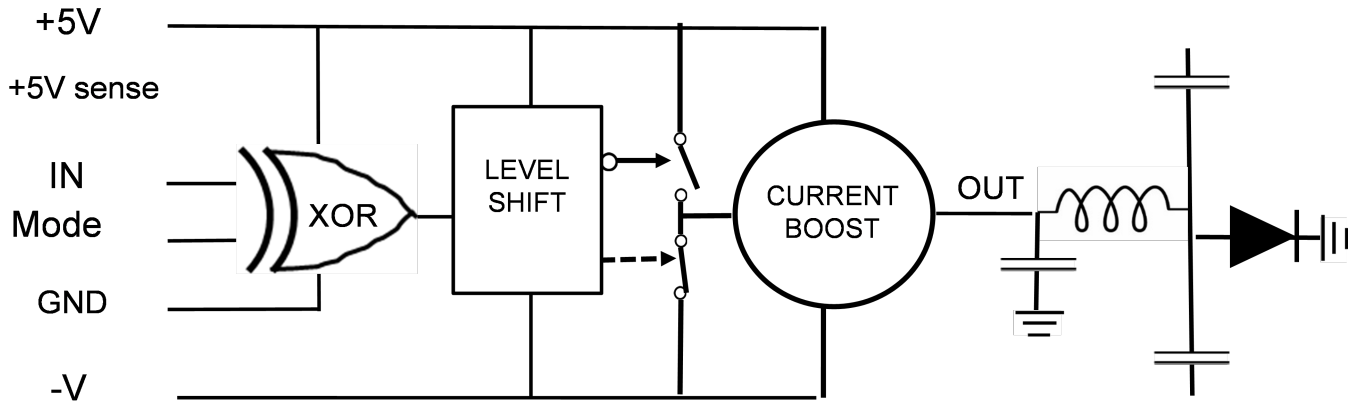 +5V
+5V sense
IN
Mode
GND
-V
XOR
LEVEL
SHIFT
CURRENT
BOOST
OUT